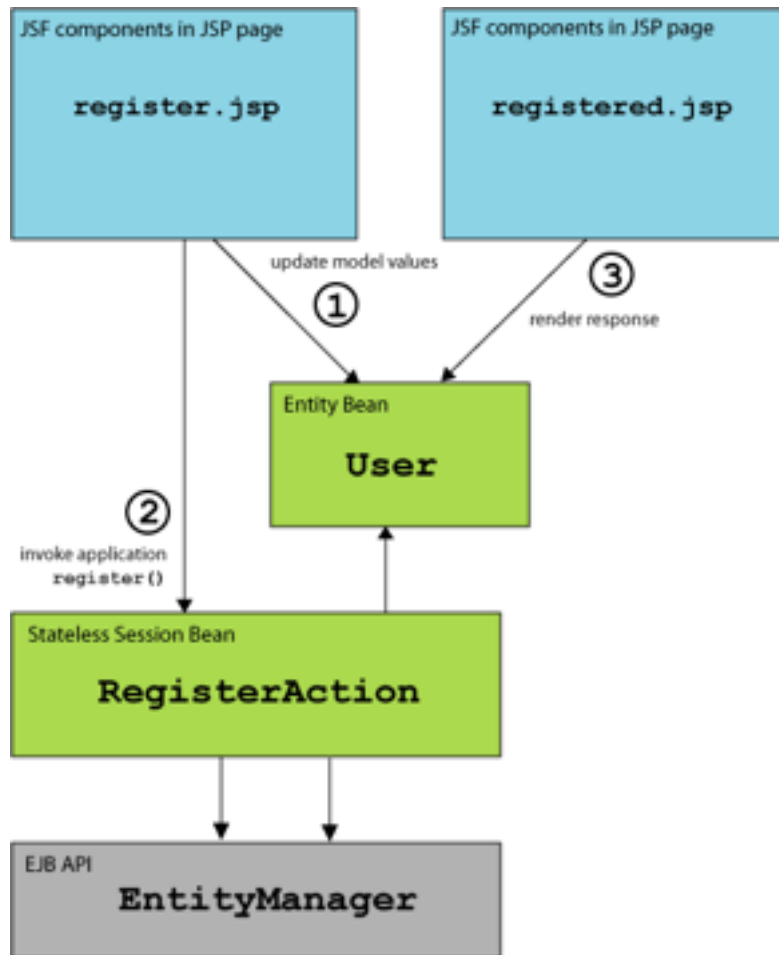 JSF components in JSP page
register.jsp
JSF components in JSP page
registered.jsp
update model values
1
3
render response
Entity Bean
User
2
invoke application
register()
Stateless Session Bean
RegisterAction
EJB API
EntityManager